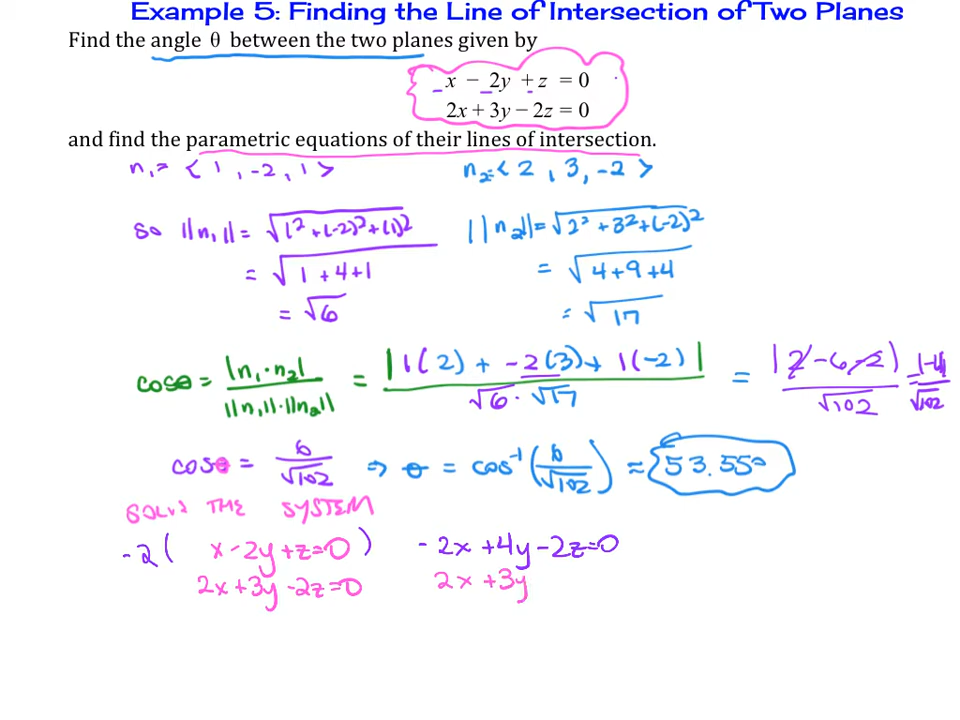 Example 5: Finding the Line of Intersection of Two Planes
Find the angle θ between the two planes given by
x − 2y + z = 0
2x + 3y − 2z = 0
and find the parametric equations of their lines of intersection.
n₁ = < 1, -2, 1 > n₂ = < 2, 3, -2 >
so ||n₁|| = √(1² + (-2)² + (1)²) ||n₂|| = √(2² + 3² + (-2)²)
= √(1 + 4 + 1) = √(4 + 9 + 4)
= √6 = √17
cosθ = |n₁·n₂| / (||n₁||·||n₂||) = |1(2) + -2(3) + 1(-2)| / (√6 · √17) = |2 - 6 - 2| / √102 = |-6| / √102
cosθ = 6/√102 ⇒ θ = cos⁻¹(6/√102) ≈ 53.55°
SOLVE THE SYSTEM
-2( x - 2y + z = 0 ) -2x + 4y - 2z = 0
2x + 3y - 2z = 0 2x + 3y